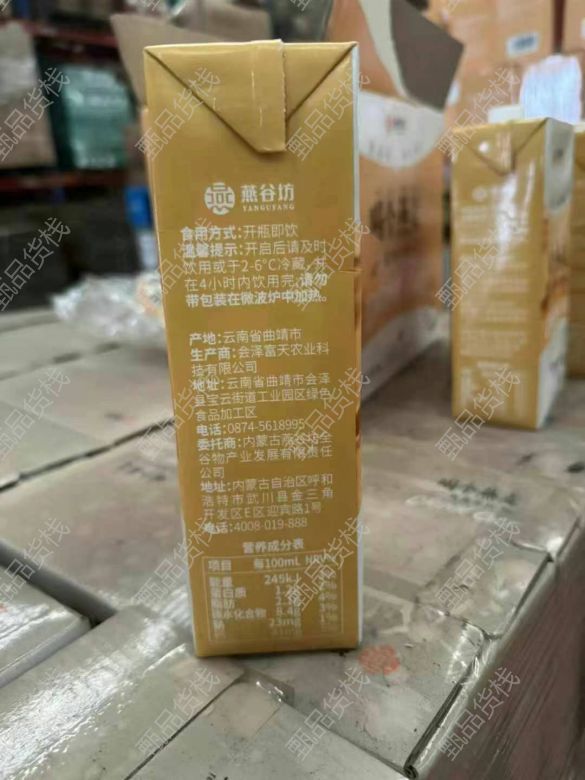 燕谷坊
YANGUYANG
食用方式:开瓶即饮
温馨提示:开启后请及时
饮用或于2-6°C冷藏,并
在4小时内饮用完,请勿
带包装在微波炉中加热。
产地:云南省曲靖市
生产商:会泽富天农业科
技有限公司
地址:云南省曲靖市会泽
县宝云街道工业园区绿色
食品加工区
电话:0874-5618995
委托商:内蒙古燕谷坊全
谷物产业发展有限责任
公司
地址:内蒙古自治区呼和
浩特市武川县金三角
开发区E区迎宾路1号
电话:4008-019-888
营养成分表
项目 每100mL NRV%
能量 245kJ
蛋白质
脂肪
碳水化合物 8.4g 3%
钠 23mg 1%
甄品货栈